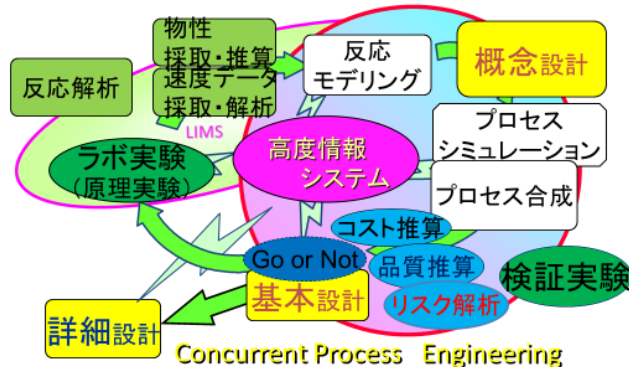 物性
採取・推算
反応
モデリング
概念設計
反応解析
速度データ
採取・解析
LIMS
プロセス
シミュレーション
ラボ実験
(原理実験)
高度情報
システム
プロセス合成
コスト推算
Go or Not
品質推算
検証実験
基本設計
リスク解析
詳細設計
Concurrent Process Engineering